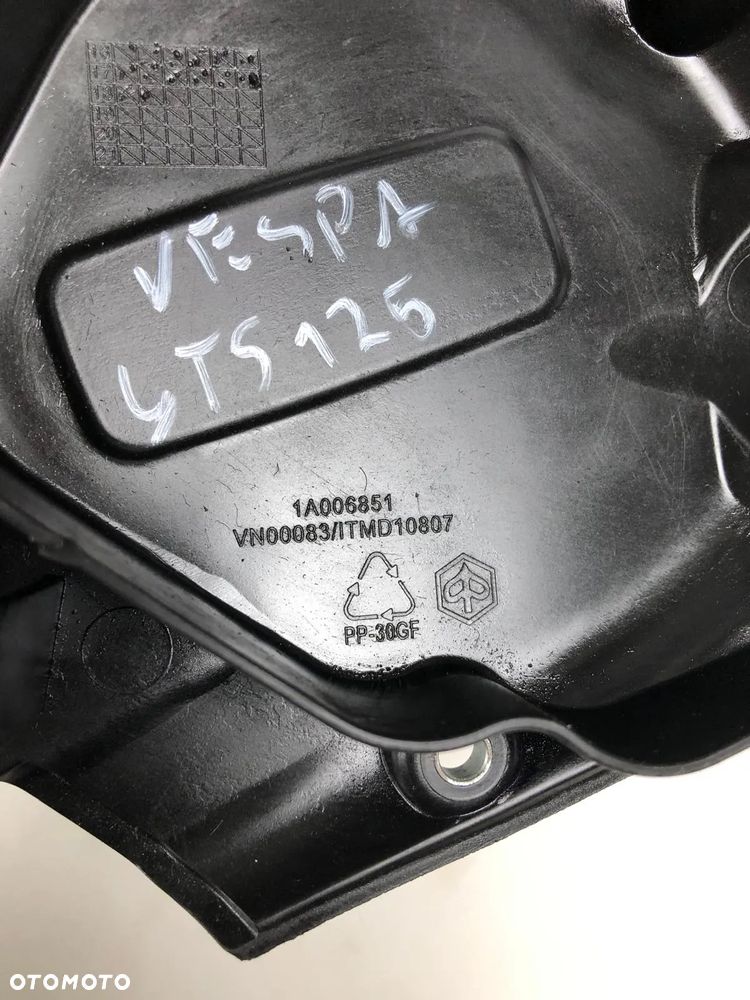 VESPA
GTS 125
1A006851
VN00083/ITMD10807
PP-30GF
OTOMOTO